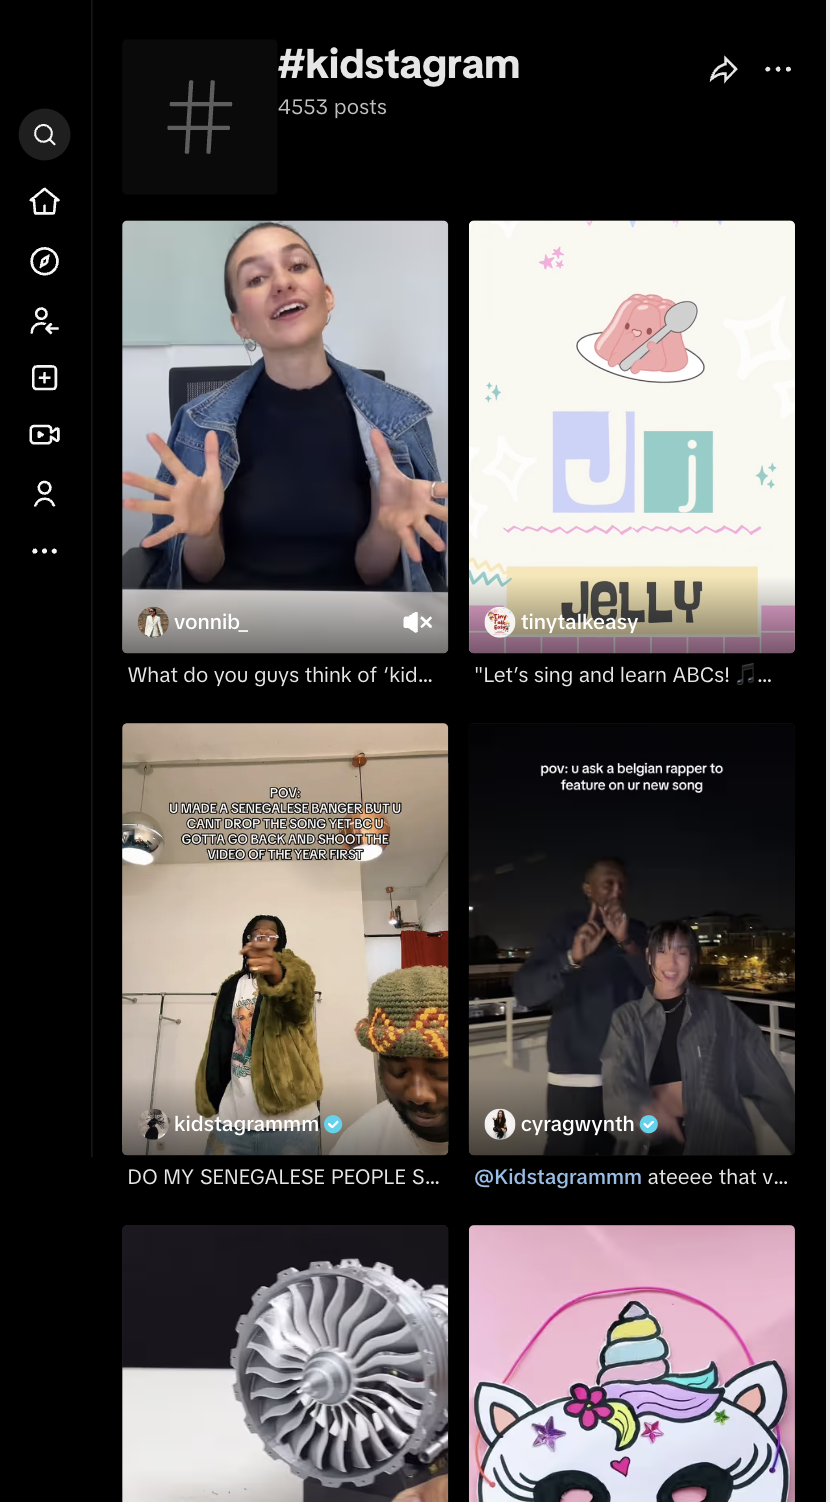 #kidstagram
4553 posts
Jj
JELLY
vonnib_
tinytalkeasy
What do you guys think of ‘kid...
"Let’s sing and learn ABCs! 🎵...
POV:
U MADE A SENEGALESE BANGER BUT U
CANT DROP THE SONG YET BC U
GOTTA GO BACK AND SHOOT THE
VIDEO OF THE YEAR FIRST
pov: u ask a belgian rapper to
feature on ur new song
kidstagrammm
cyragwynth
DO MY SENEGALESE PEOPLE S...
@Kidstagrammm ateeee that v...